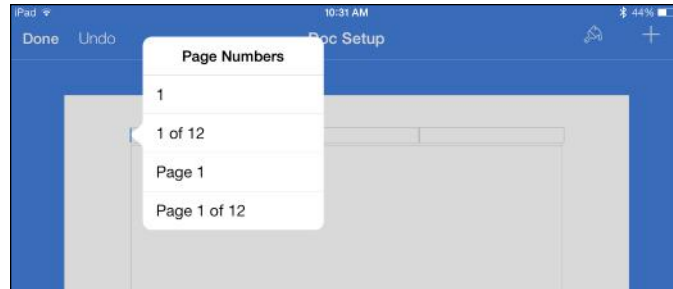 iPad 10:31 AM 44%
Done Undo Doc Setup
Page Numbers
1
1 of 12
Page 1
Page 1 of 12